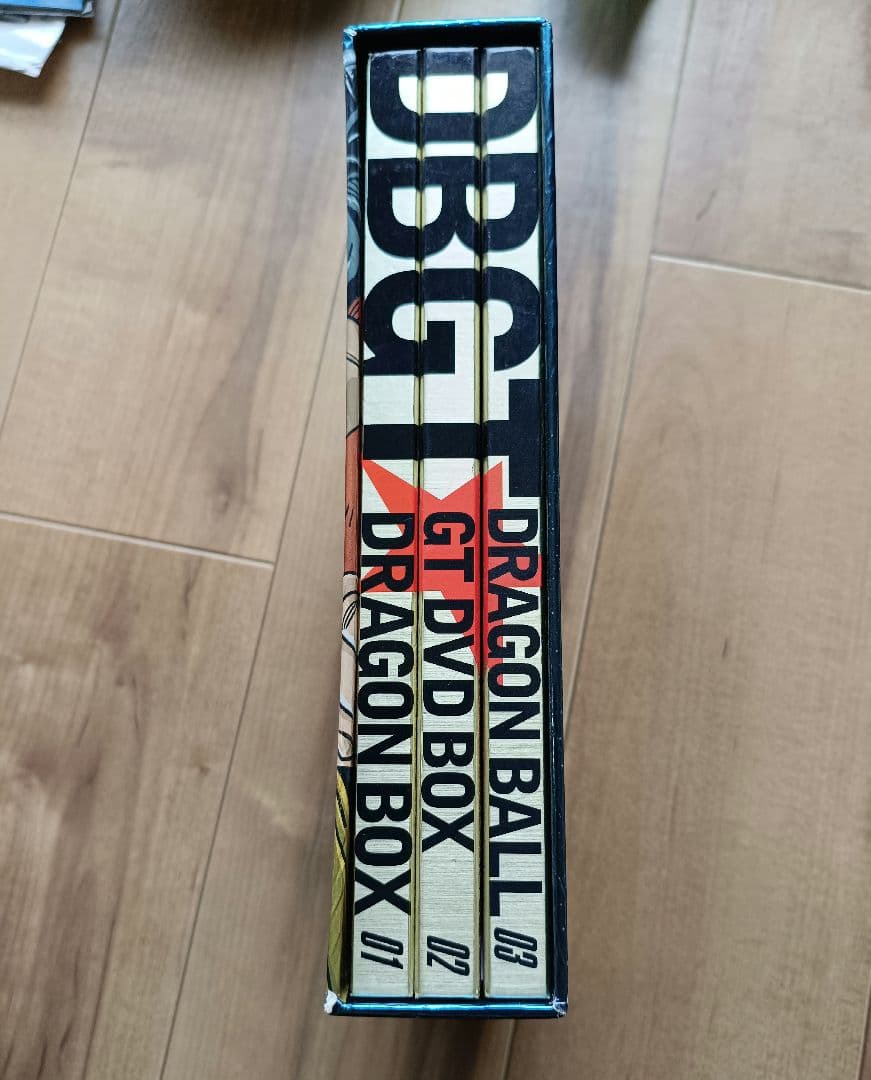 DBGT
DRAGON BALL 03
GT DVD BOX 02
DRAGON BOX 01